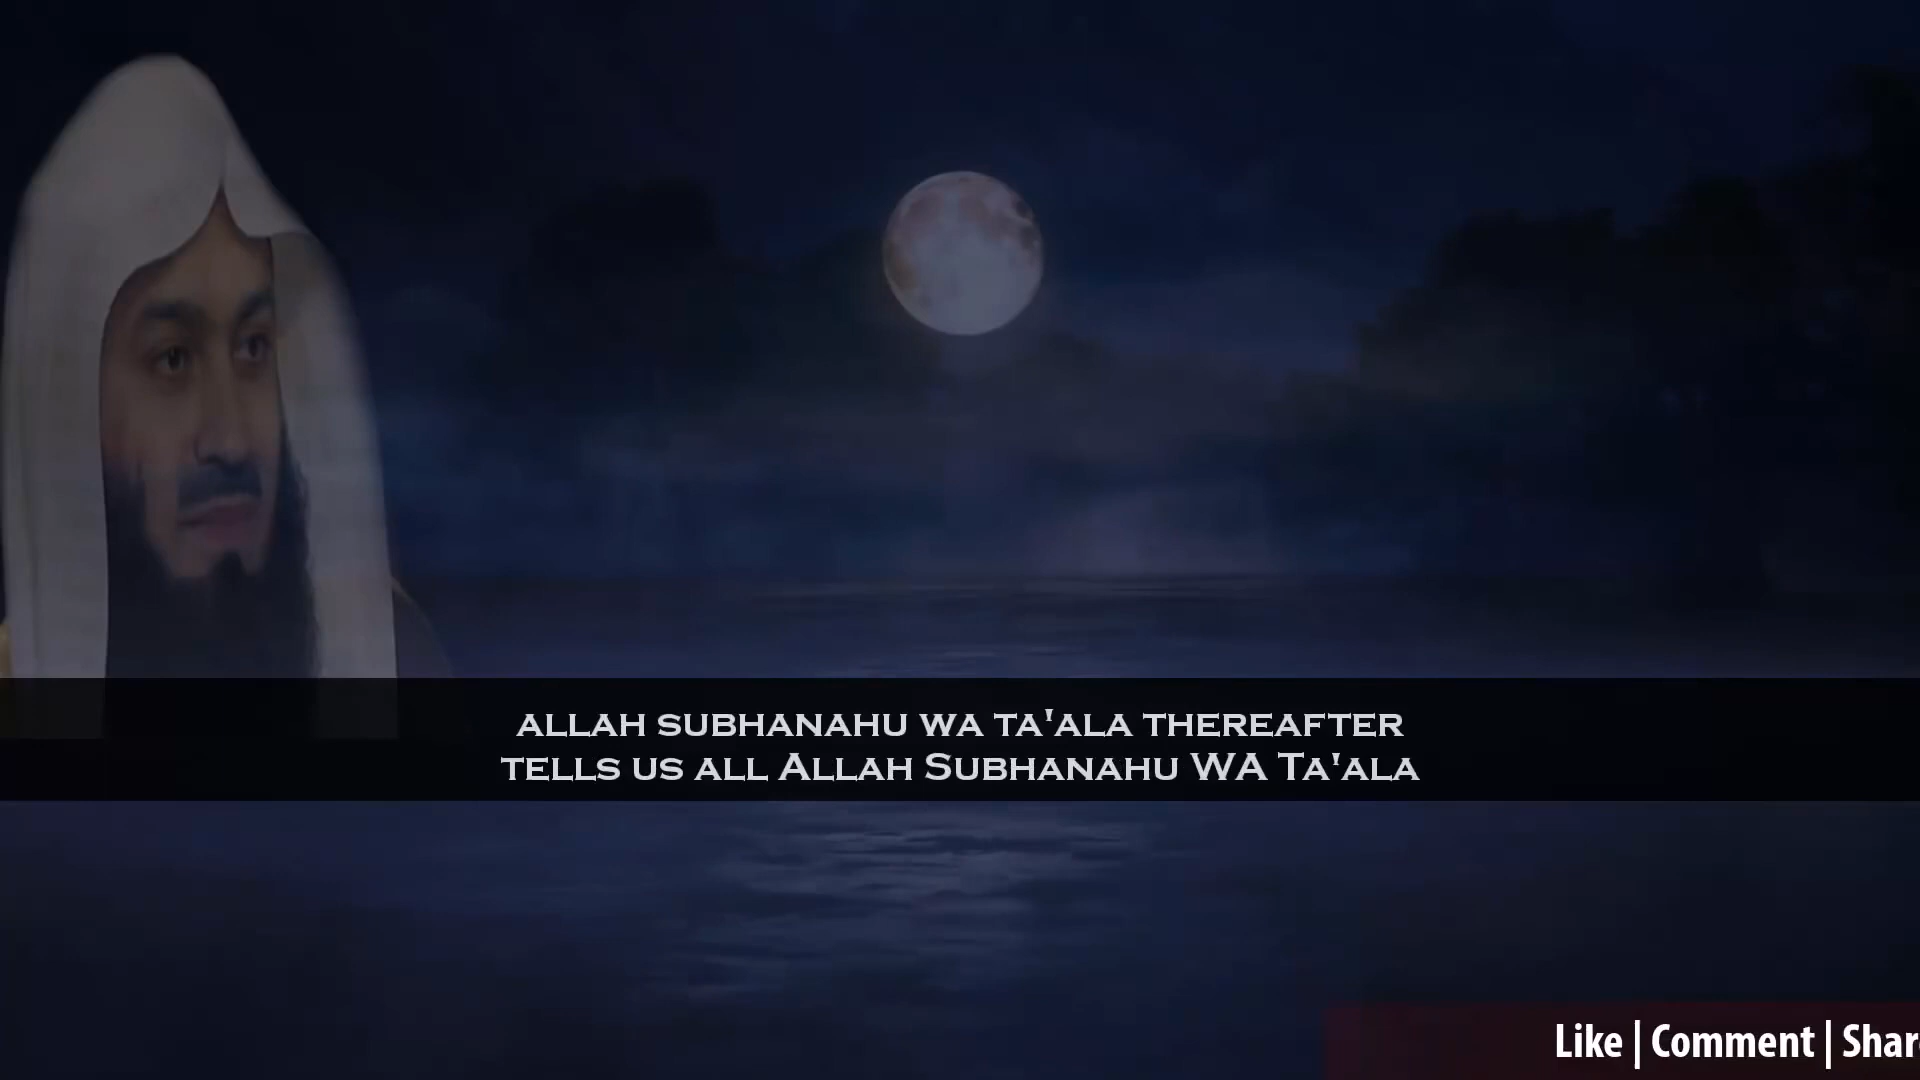 ALLAH SUBHANAHU WA TA'ALA THEREAFTER
TELLS US ALL ALLAH SUBHANAHU WA TA'ALA
Like | Comment | Shar